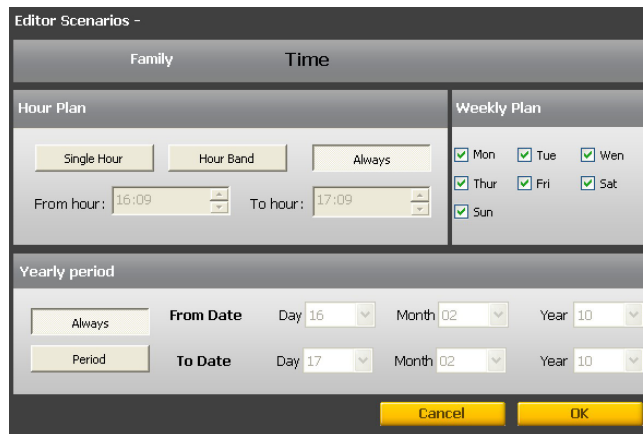 Editor Scenarios -
Family Time
Hour Plan
Single Hour Hour Band Always
From hour: 16:09 To hour: 17:09
Weekly Plan
Mon Tue Wen
Thur Fri Sat
Sun
Yearly period
Always From Date Day 16 Month 02 Year 10
Period To Date Day 17 Month 02 Year 10
Cancel OK